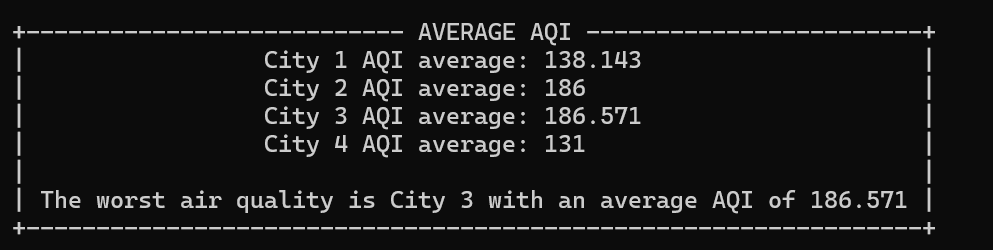 +--------------------------- AVERAGE AQI ------------------------+
|                 City 1 AQI average: 138.143                    |
|                 City 2 AQI average: 186                        |
|                 City 3 AQI average: 186.571                    |
|                 City 4 AQI average: 131                        |
|                                                                |
| The worst air quality is City 3 with an average AQI of 186.571 |
+----------------------------------------------------------------+